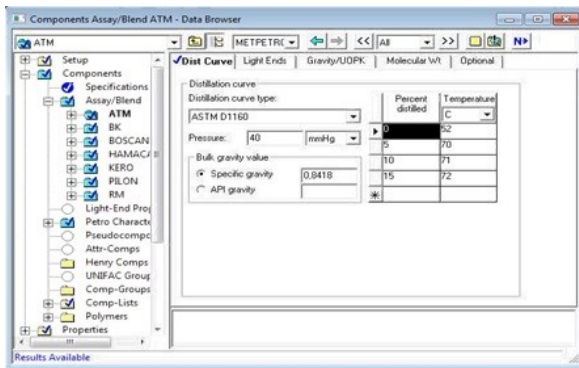 Components Assay/Blend ATM - Data Browser
ATM
METPETRO
<<
All
>>
N>
Setup
Components
Specifications
Assay/Blend
ATM
BK
BOSCAN
HAMACA
KERO
PILON
RM
Light-End Prop
Petro Characte
Pseudocompo
Attr-Comps
Henry Comps
UNIFAC Group
Comp-Groups
Comp-Lists
Polymers
Properties
Dist Curve
Light Ends
Gravity/UOPK
Molecular Wt
Optional
Distillation curve
Distillation curve type:
ASTM D1160
Pressure:
40
mmHg
Bulk gravity value
Specific gravity
0,8418
API gravity
Percent distilled
Temperature
C
0
52
5
70
10
71
15
72
Results Available